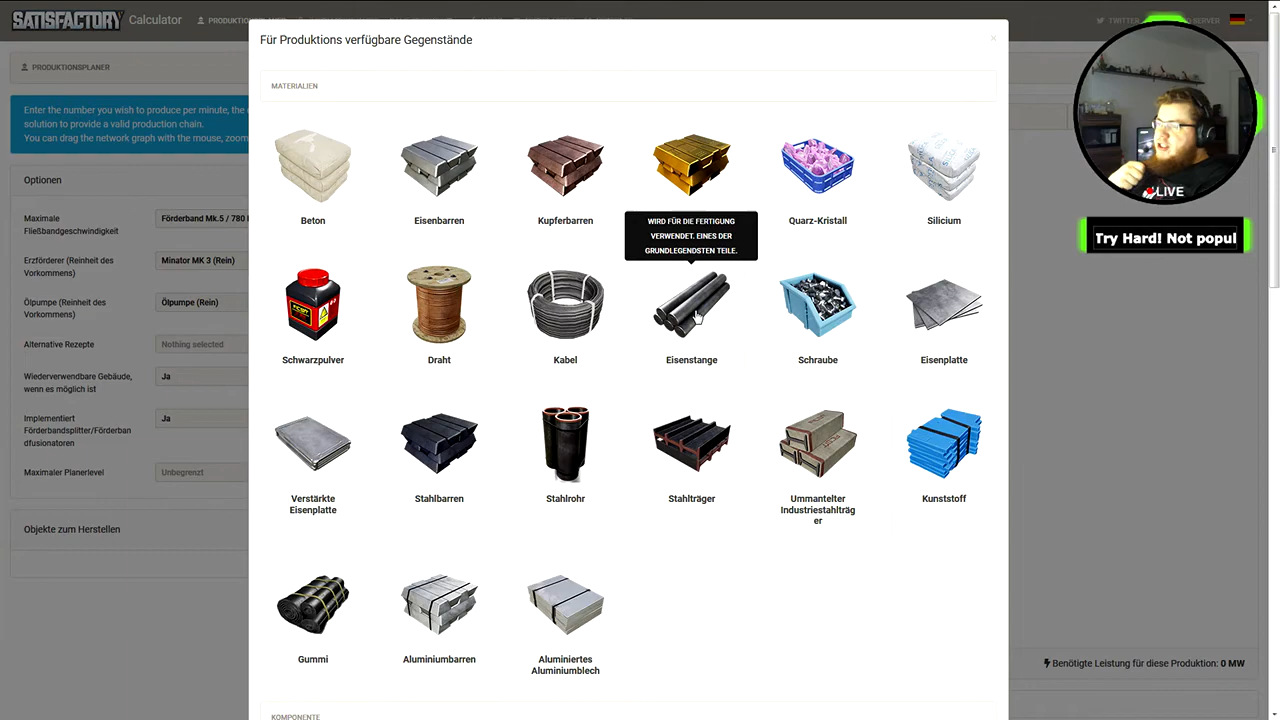 SATISFACTORY Calculator
TWITTER
Für Produktions verfügbare Gegenstände
×
PRODUKTIONSPLANER
Enter the number you wish to produce per minute, the
solution to provide a valid production chain.
You can drag the network graph with the mouse, zoom
Optionen
Maximale
Fließbandgeschwindigkeit
Förderband Mk.5 / 780
Erzförderer (Reinheit des
Vorkommens)
Minator MK 3 (Rein)
Ölpumpe (Reinheit des
Vorkommens)
Ölpumpe (Rein)
Alternative Rezepte
Nothing selected
Wiederverwendbare Gebäude,
wenn es möglich ist
Ja
Implementiert
Förderbandsplitter/Förderban
dfusionatoren
Ja
Maximaler Planerlevel
Unbegrenzt
Objekte zum Herstellen
MATERIALIEN
Beton
Eisenbarren
Kupferbarren
Quarz-Kristall
Silicium
WIRD FÜR DIE FERTIGUNG
VERWENDET. EINES DER
GRUNDLEGENDSTEN TEILE.
Schwarzpulver
Draht
Kabel
Eisenstange
Schraube
Eisenplatte
Verstärkte
Eisenplatte
Stahlbarren
Stahlrohr
Stahlträger
Ummantelter
Industriestahlträg
er
Kunststoff
Gummi
Aluminiumbarren
Aluminiertes
Aluminiumblech
KOMPONENTE
LIVE
Try Hard! Not popul
Benötigte Leistung für diese Produktion: 0 MW